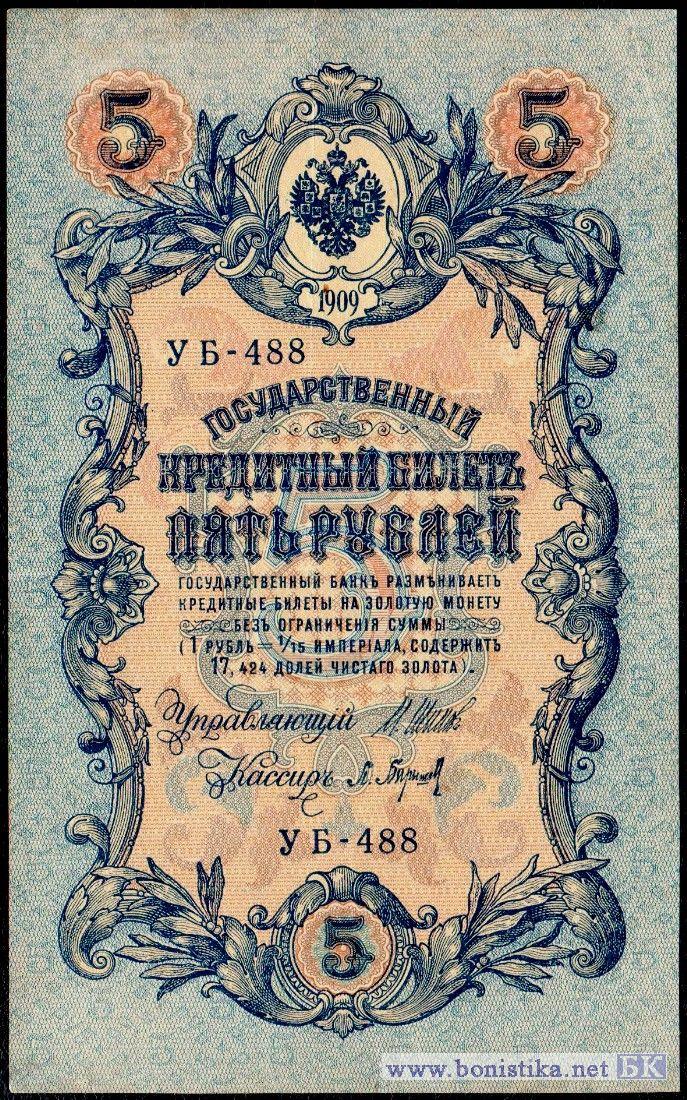 5 5
1909
УБ-488
ГОСУДАРСТВЕННЫЙ
КРЕДИТНЫЙ БИЛЕТЪ
ПЯТЬ РУБЛЕЙ
ГОСУДАРСТВЕННЫЙ БАНКЪ РАЗМѢНИВАЕТЪ
КРЕДИТНЫЕ БИЛЕТЫ НА ЗОЛОТУЮ МОНЕТУ
БЕЗЪ ОГРАНИЧЕНІЯ СУММЫ
(1 РУБЛЬ = 1/15 ИМПЕРІАЛА, СОДЕРЖИТЪ
17,424 ДОЛЕЙ ЧИСТАГО ЗОЛОТА).
Управляющій И. Шипов
Кассиръ
УБ-488
5
www.bonistika.net БК